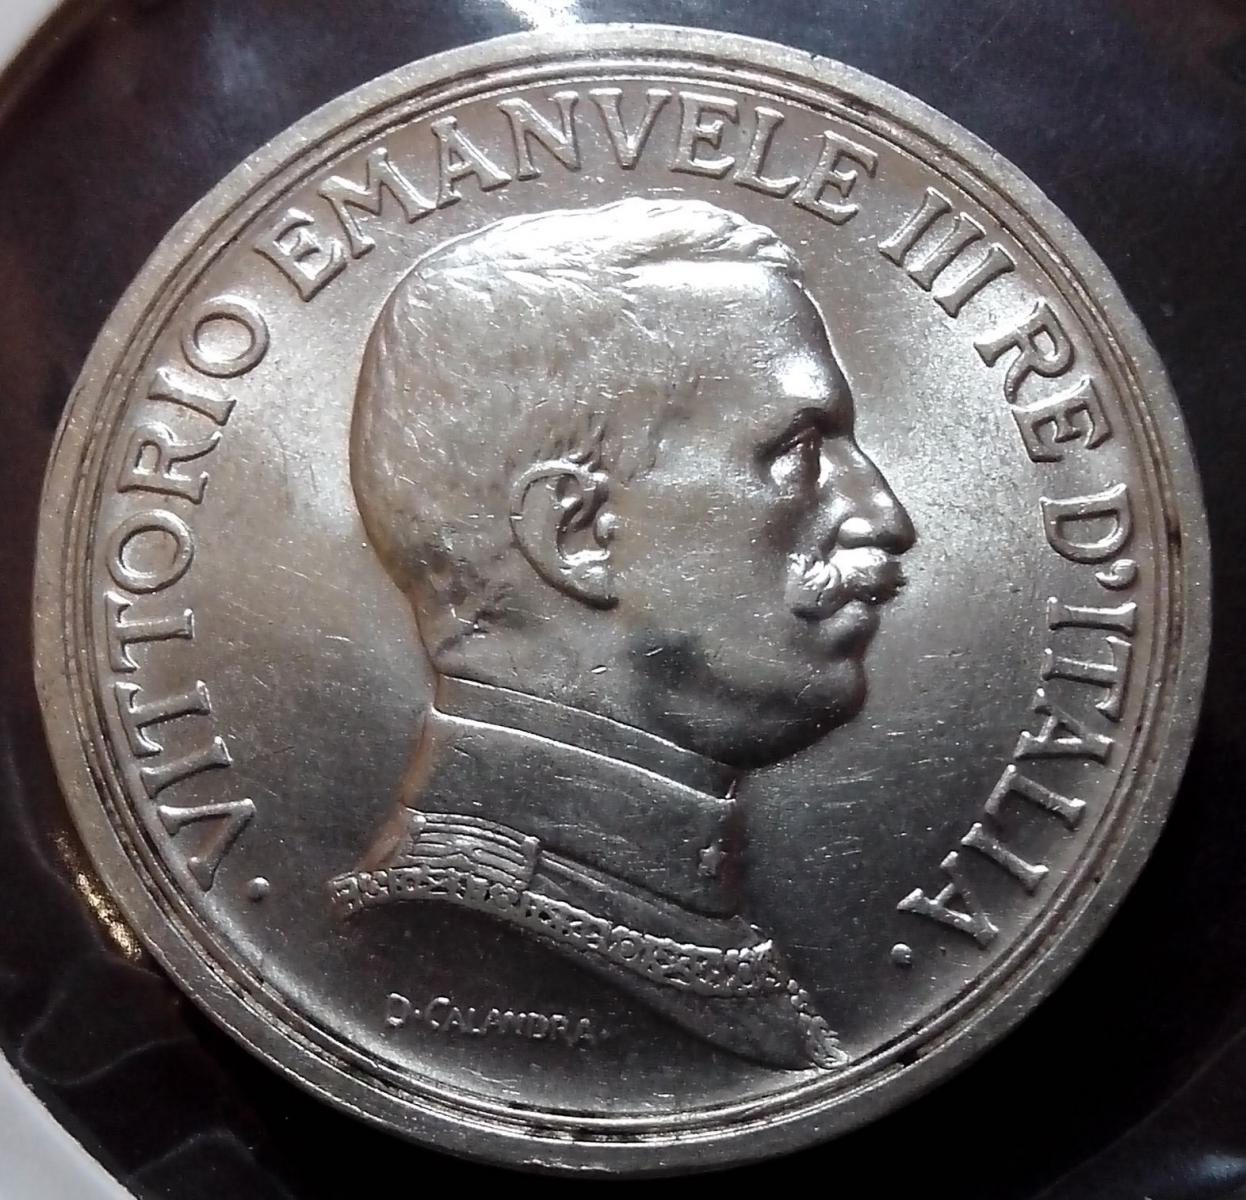 VITTORIO EMANVELE III RE D'ITALIA
D·CALANDRA.